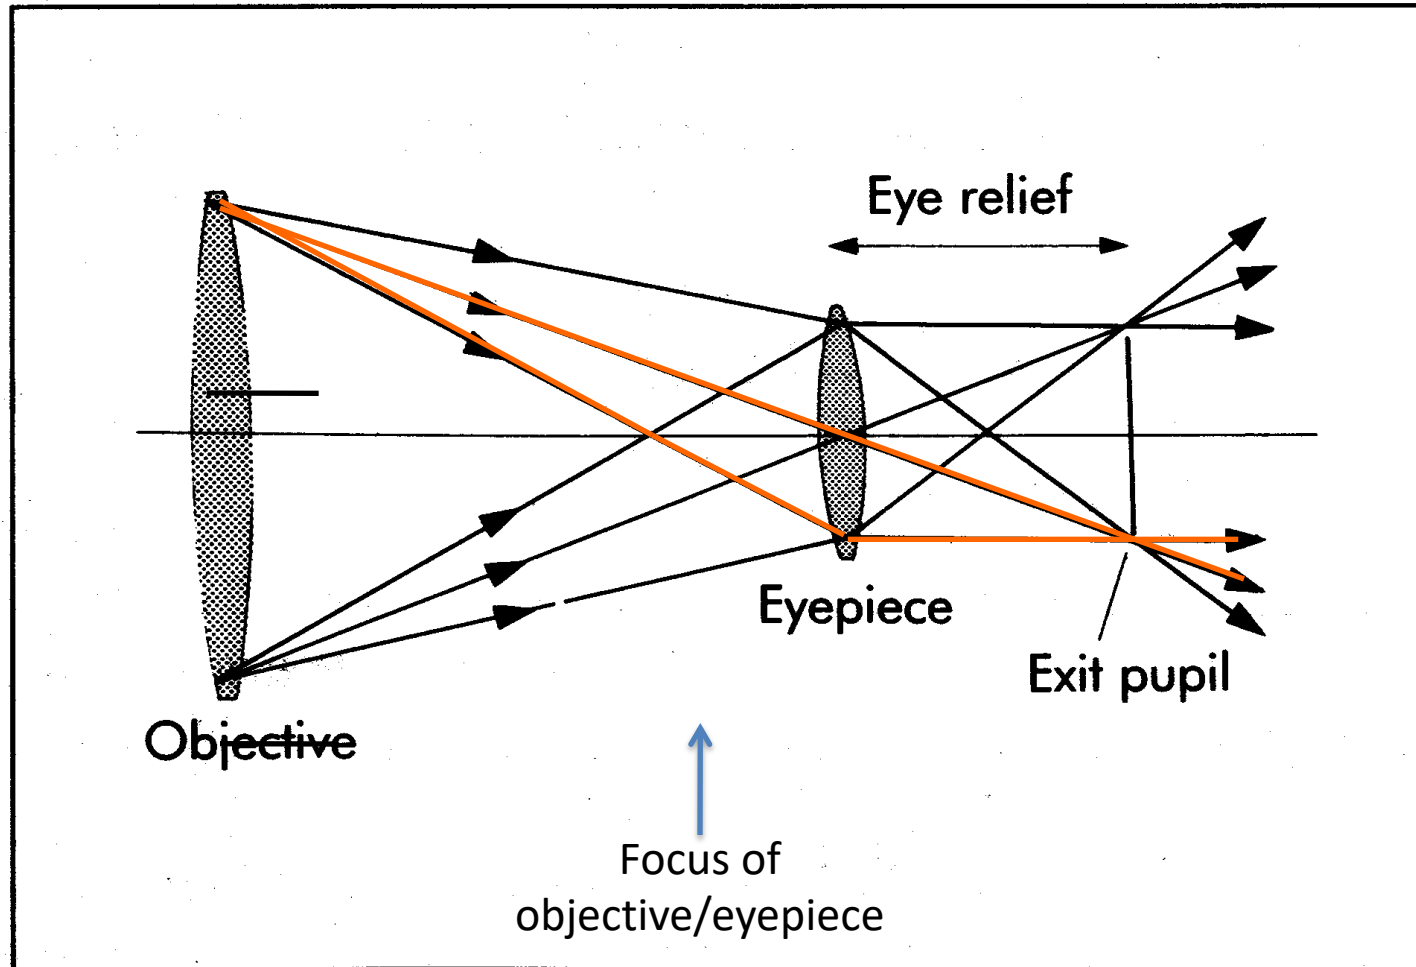 Eye relief
Eyepiece
Exit pupil
Objective
Focus of
objective/eyepiece